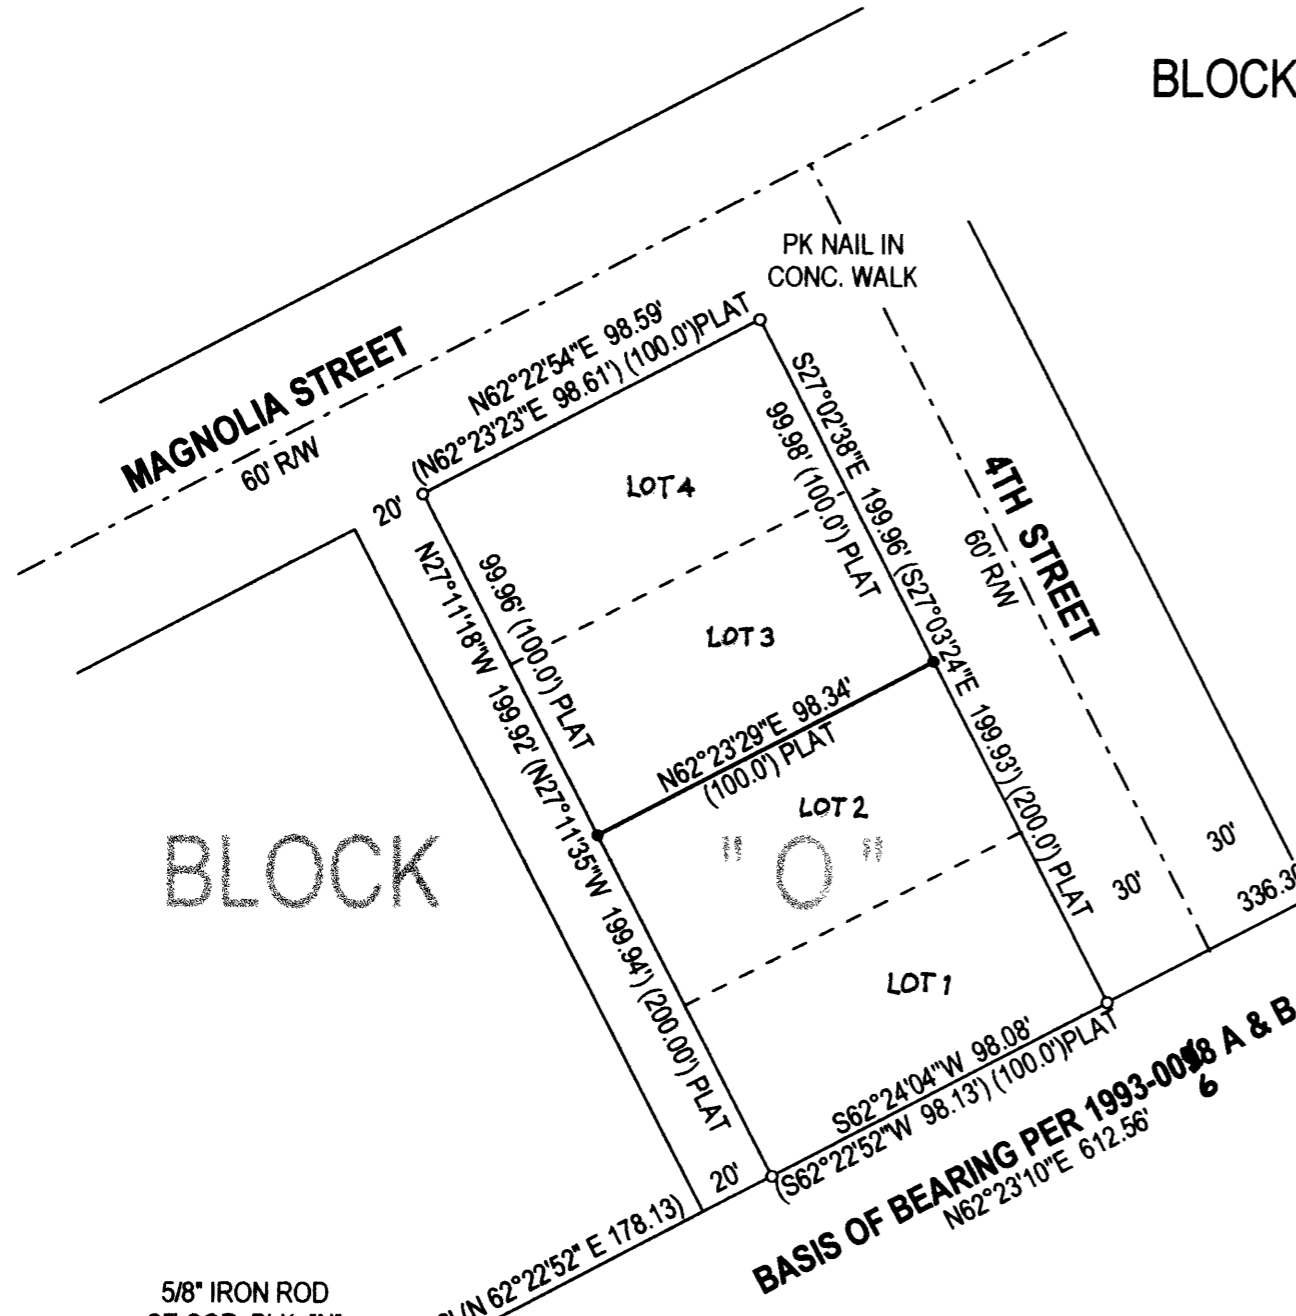 BLOCK
PK NAIL IN
CONC. WALK
MAGNOLIA STREET
60' R/W
N62°22'54"E 98.59'
(N62°23'23"E 98.61') (100.0')PLAT
20'
LOT 4
S27°02'38"E 199.96' (S27°03'24"E 199.93') (200.0') PLAT
99.98' (100.0') PLAT
4TH STREET
60' R/W
N27°11'18"W 199.92' (N27°11'35"W 199.94') (200.00') PLAT
99.96' (100.0') PLAT
LOT 3
N62°23'29"E 98.34'
(100.0') PLAT
LOT 2
BLOCK "O"
30'
30'
LOT 1
S62°24'04"W 98.08'
(S62°22'52"W 98.13') (100.0')PLAT
20'
BASIS OF BEARING PER 1993-00 8 A & B
6
N62°23'10"E 612.56'
(N 62°22'52" E 178.13)
5/8" IRON ROD